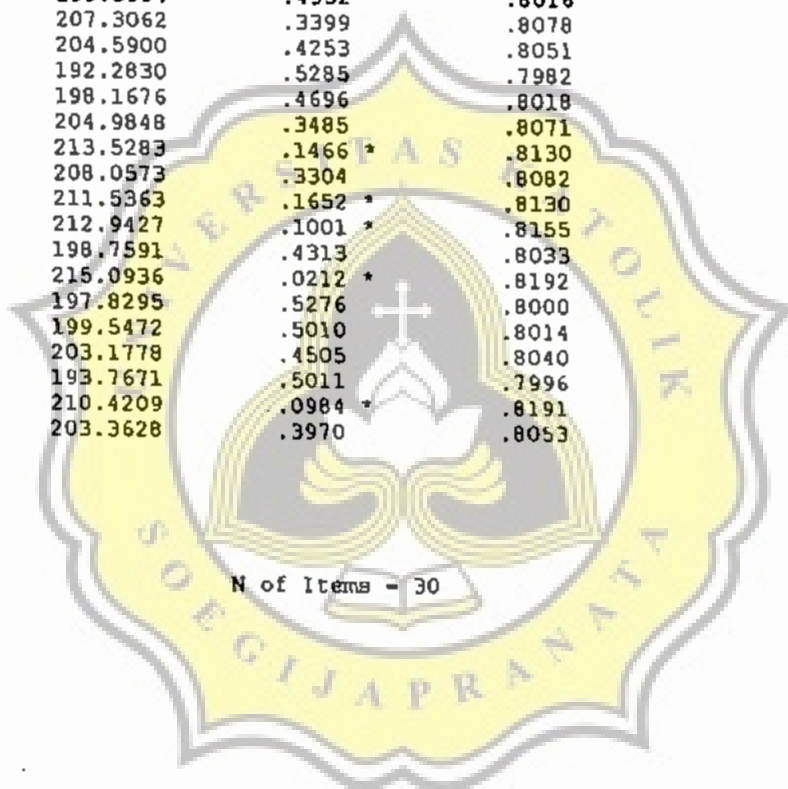 207.3062 .3399 .8078
204.5900 .4253 .8051
192.2830 .5285 .7982
198.1676 .4696 .8018
204.9848 .3485 .8071
213.5283 .1466 * .8130
208.0573 .3304 .8082
211.5363 .1652 * .8130
212.9427 .1001 * .8155
198.7591 .4313 .8033
215.0936 .0212 * .8192
197.8295 .5276 .8000
199.5472 .5010 .8014
203.1778 .4505 .8040
193.7671 .5011 .7996
210.4209 .0984 * .8191
203.3628 .3970 .8053
N of Items = 30
UNIVERSITAS KATOLIK
SOEGIJAPRANATA